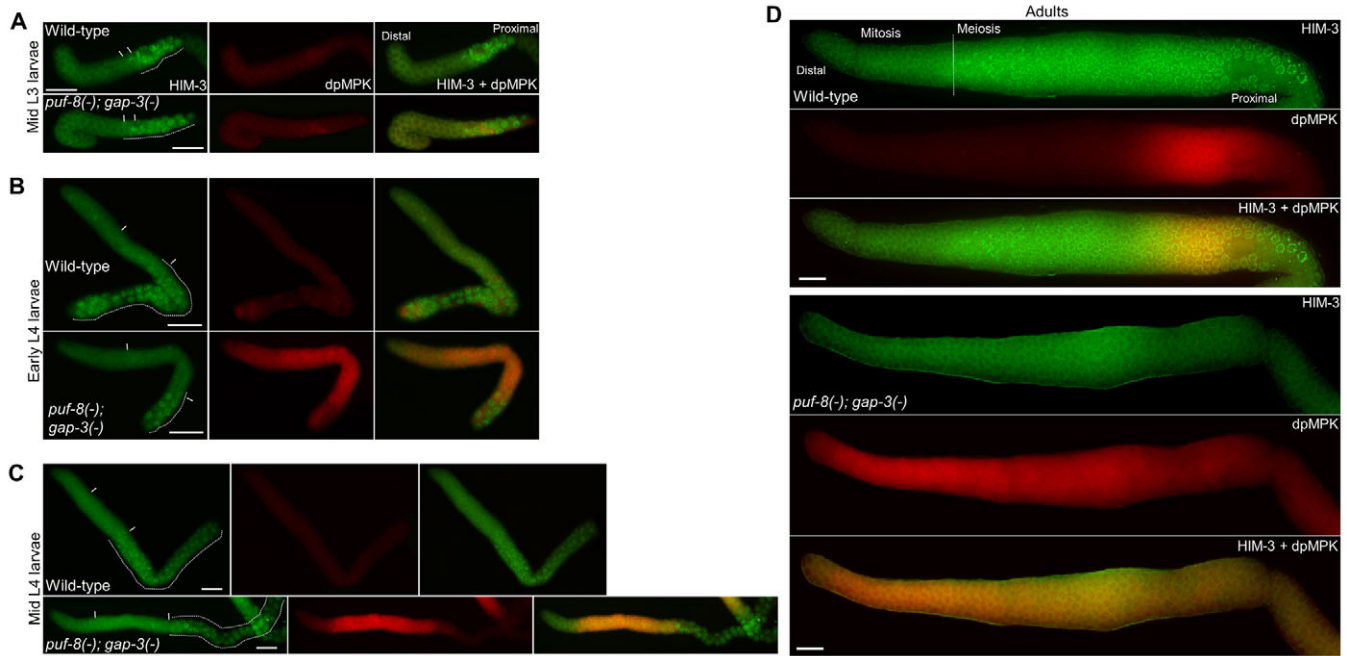 A
Mid L3 larvae
Wild-type
HIM-3
dpMPK
Distal
Proximal
HIM-3 + dpMPK
puf-8(-); gap-3(-)
B
Early L4 larvae
Wild-type
puf-8(-);
gap-3(-)
C
Mid L4 larvae
Wild-type
puf-8(-); gap-3(-)
D
Adults
HIM-3
Mitosis
Meiosis
Distal
Wild-type
Proximal
dpMPK
HIM-3 + dpMPK
HIM-3
puf-8(-); gap-3(-)
dpMPK
HIM-3 + dpMPK